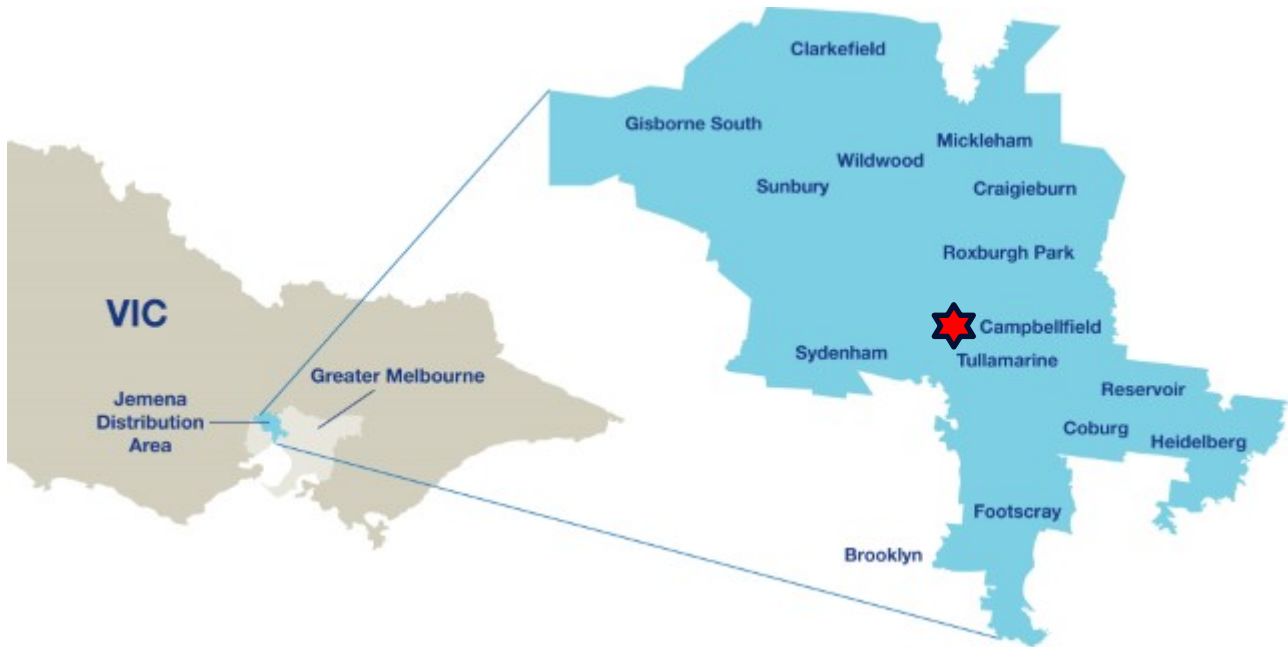 Clarkefield
Gisborne South
Mickleham
Wildwood
Sunbury
Craigieburn
Roxburgh Park
VIC
Campbellfield
Sydenham
Tullamarine
Greater Melbourne
Reservoir
Jemena
Distribution
Area
Coburg
Heidelberg
Footscray
Brooklyn